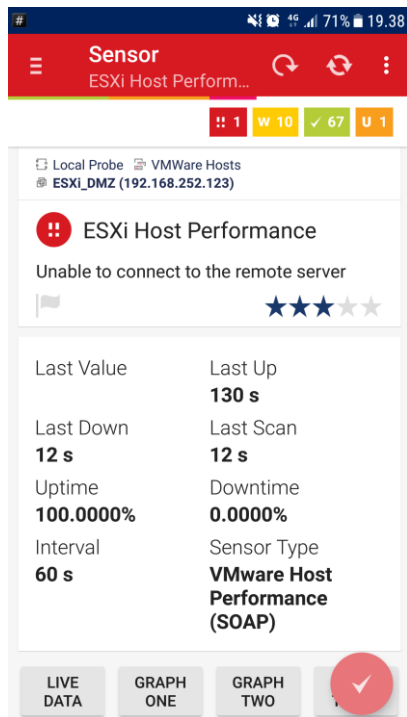 # 4G 71% 19.38
Sensor
ESXi Host Perform...
!! 1 W 10 ✓ 67 U 1
Local Probe VMWare Hosts
ESXi_DMZ (192.168.252.123)
!! ESXi Host Performance
Unable to connect to the remote server
Last Value Last Up
130 s
Last Down Last Scan
12 s 12 s
Uptime Downtime
100.0000% 0.0000%
Interval Sensor Type
60 s VMware Host
Performance
(SOAP)
LIVE GRAPH GRAPH
DATA ONE TWO